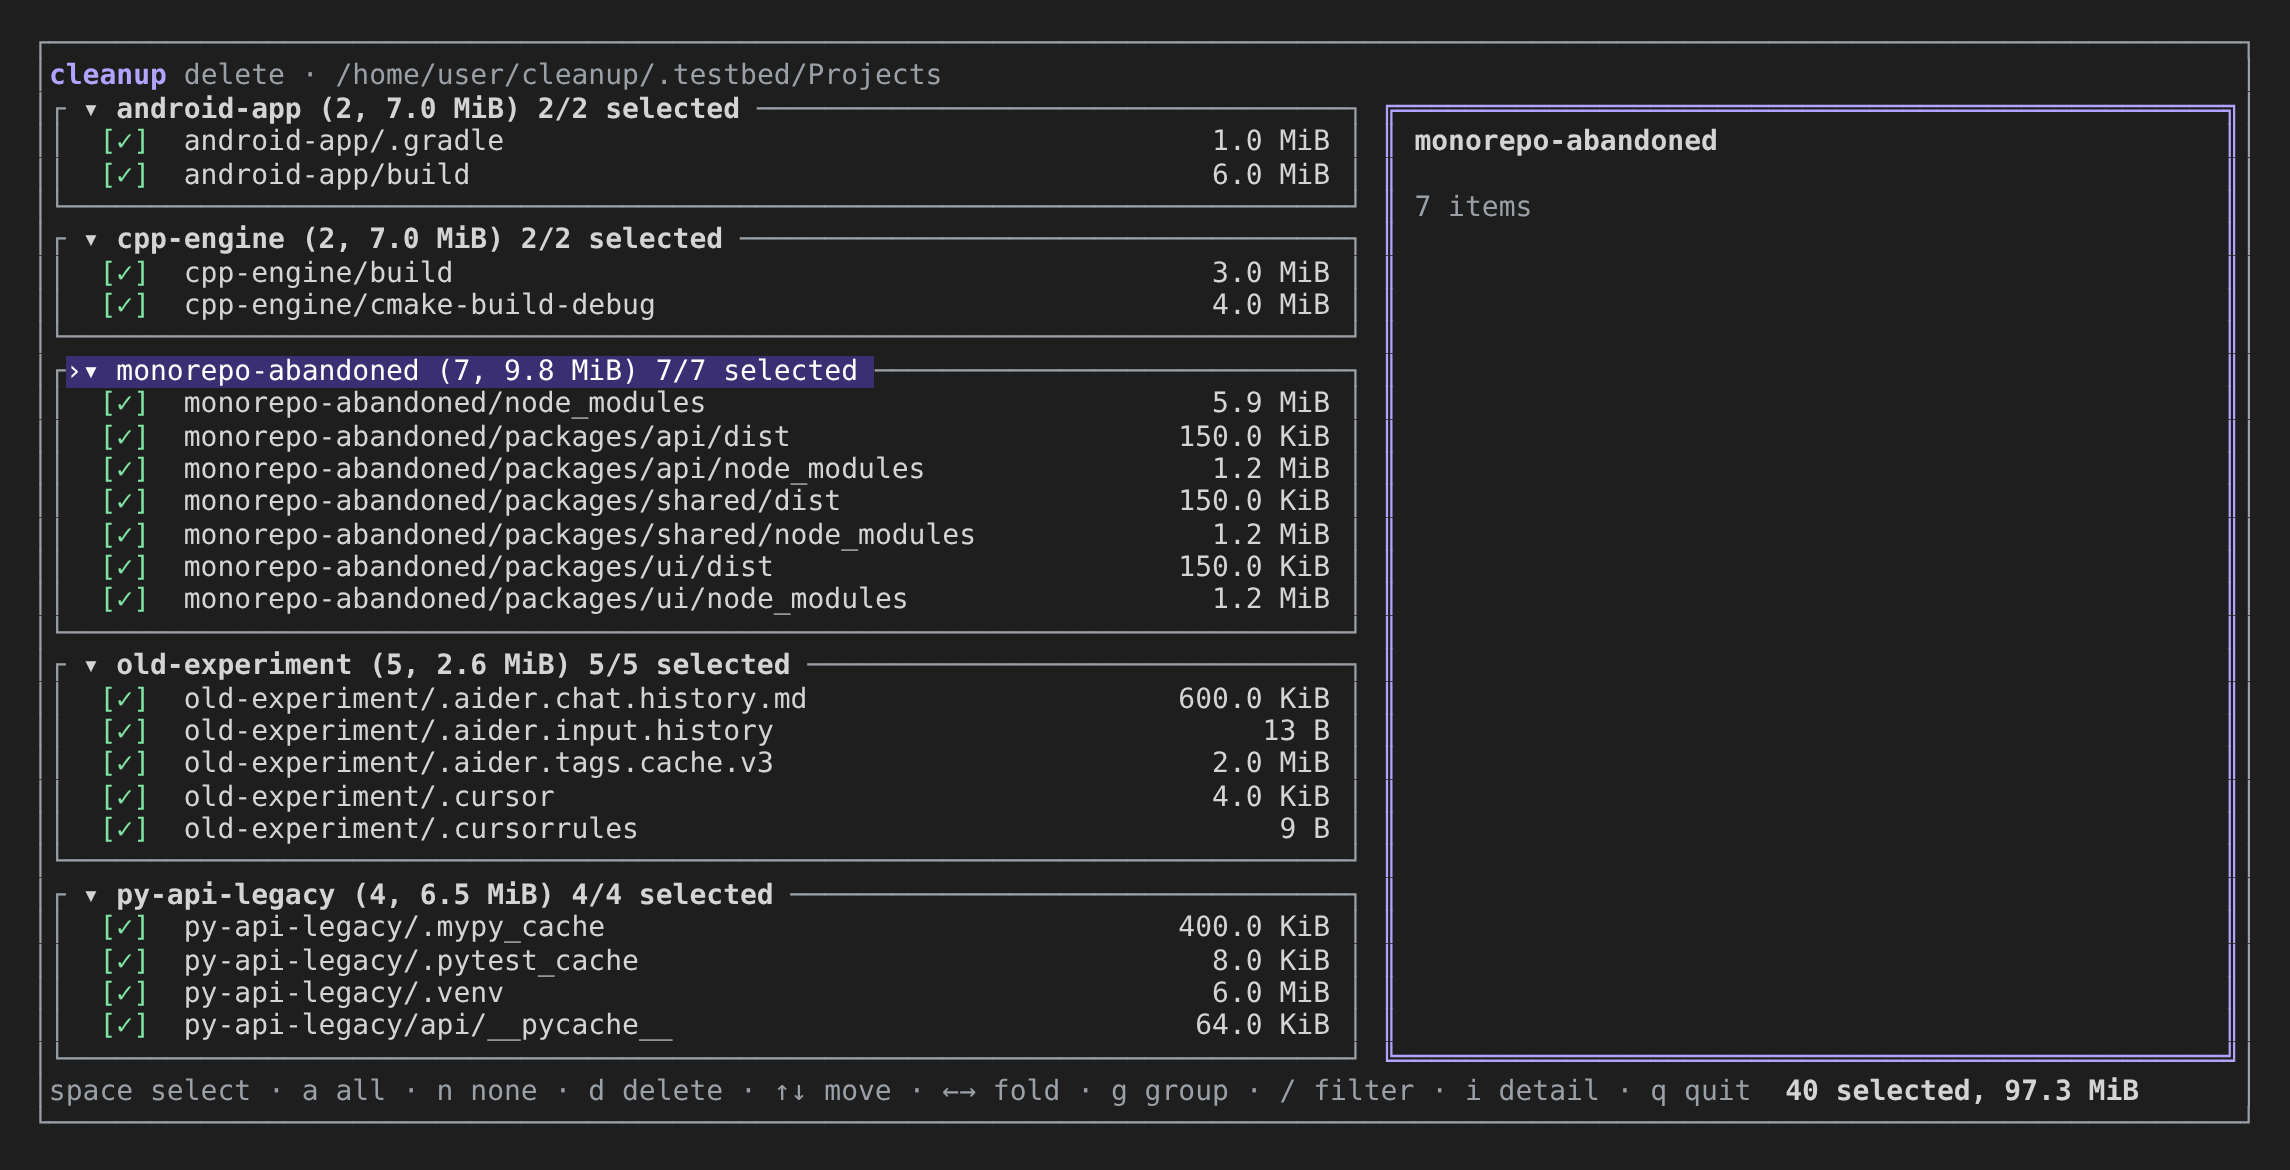 cleanup delete · /home/user/cleanup/.testbed/Projects
▾ android-app (2, 7.0 MiB) 2/2 selected
[✓] android-app/.gradle 1.0 MiB
[✓] android-app/build 6.0 MiB
▾ cpp-engine (2, 7.0 MiB) 2/2 selected
[✓] cpp-engine/build 3.0 MiB
[✓] cpp-engine/cmake-build-debug 4.0 MiB
›▾ monorepo-abandoned (7, 9.8 MiB) 7/7 selected
[✓] monorepo-abandoned/node_modules 5.9 MiB
[✓] monorepo-abandoned/packages/api/dist 150.0 KiB
[✓] monorepo-abandoned/packages/api/node_modules 1.2 MiB
[✓] monorepo-abandoned/packages/shared/dist 150.0 KiB
[✓] monorepo-abandoned/packages/shared/node_modules 1.2 MiB
[✓] monorepo-abandoned/packages/ui/dist 150.0 KiB
[✓] monorepo-abandoned/packages/ui/node_modules 1.2 MiB
▾ old-experiment (5, 2.6 MiB) 5/5 selected
[✓] old-experiment/.aider.chat.history.md 600.0 KiB
[✓] old-experiment/.aider.input.history 13 B
[✓] old-experiment/.aider.tags.cache.v3 2.0 MiB
[✓] old-experiment/.cursor 4.0 KiB
[✓] old-experiment/.cursorrules 9 B
▾ py-api-legacy (4, 6.5 MiB) 4/4 selected
[✓] py-api-legacy/.mypy_cache 400.0 KiB
[✓] py-api-legacy/.pytest_cache 8.0 KiB
[✓] py-api-legacy/.venv 6.0 MiB
[✓] py-api-legacy/api/__pycache__ 64.0 KiB
monorepo-abandoned
7 items
space select · a all · n none · d delete · ↑↓ move · ←→ fold · g group · / filter · i detail · q quit 40 selected, 97.3 MiB